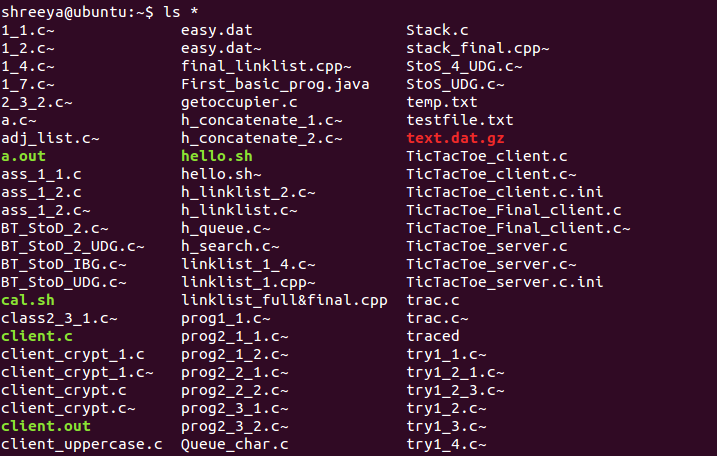 shreeya@ubuntu:~$ ls *
1_1.c~ easy.dat Stack.c
1_2.c~ easy.dat~ stack_final.cpp~
1_4.c~ final_linklist.cpp~ StoS_4_UDG.c~
1_7.c~ First_basic_prog.java StoS_UDG.c~
2_3_2.c~ getoccupier.c temp.txt
a.c~ h_concatenate_1.c~ testfile.txt
adj_list.c~ h_concatenate_2.c~ text.dat.gz
a.out hello.sh TicTacToe_client.c
ass_1_1.c hello.sh~ TicTacToe_client.c~
ass_1_2.c h_linklist_2.c~ TicTacToe_client.c.ini
ass_1_2.c~ h_linklist.c~ TicTacToe_Final_client.c
BT_StoD_2.c~ h_queue.c~ TicTacToe_Final_client.c~
BT_StoD_2_UDG.c~ h_search.c~ TicTacToe_server.c
BT_StoD_IBG.c~ linklist_1_4.c~ TicTacToe_server.c~
BT_StoD_UDG.c~ linklist_1.cpp~ TicTacToe_server.c.ini
cal.sh linklist_full&final.cpp trac.c
class2_3_1.c~ prog1_1.c~ trac.c~
client.c prog2_1_1.c~ traced
client_crypt_1.c prog2_1_2.c~ try1_1.c~
client_crypt_1.c~ prog2_2_1.c~ try1_2_1.c~
client_crypt.c prog2_2_2.c~ try1_2_3.c~
client_crypt.c~ prog2_3_1.c~ try1_2.c~
client.out prog2_3_2.c~ try1_3.c~
client_uppercase.c Queue_char.c try1_4.c~